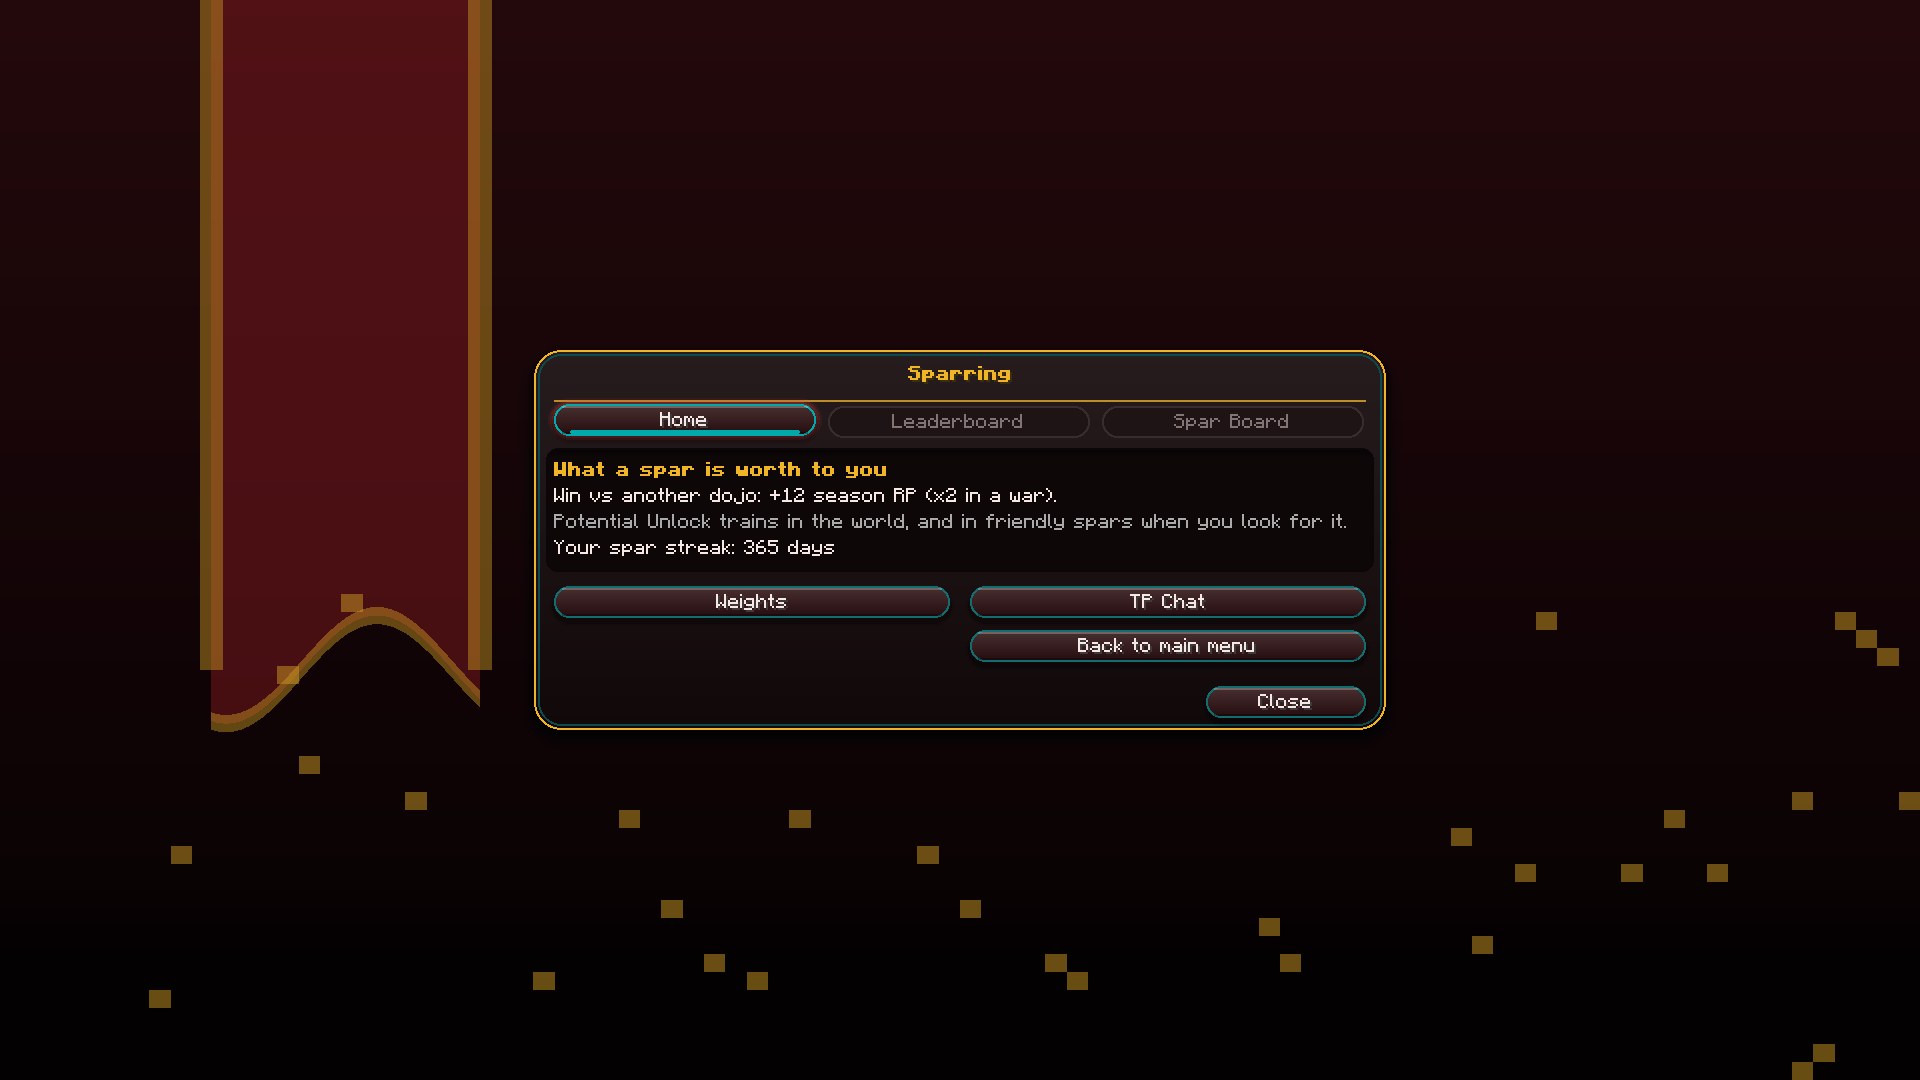 Sparring
Home
Leaderboard
Spar Board
What a spar is worth to you
Win vs another dojo: +12 season RP (x2 in a war).
Potential Unlock trains in the world, and in friendly spars when you look for it.
Your spar streak: 365 days
Weights
TP Chat
Back to main menu
Close